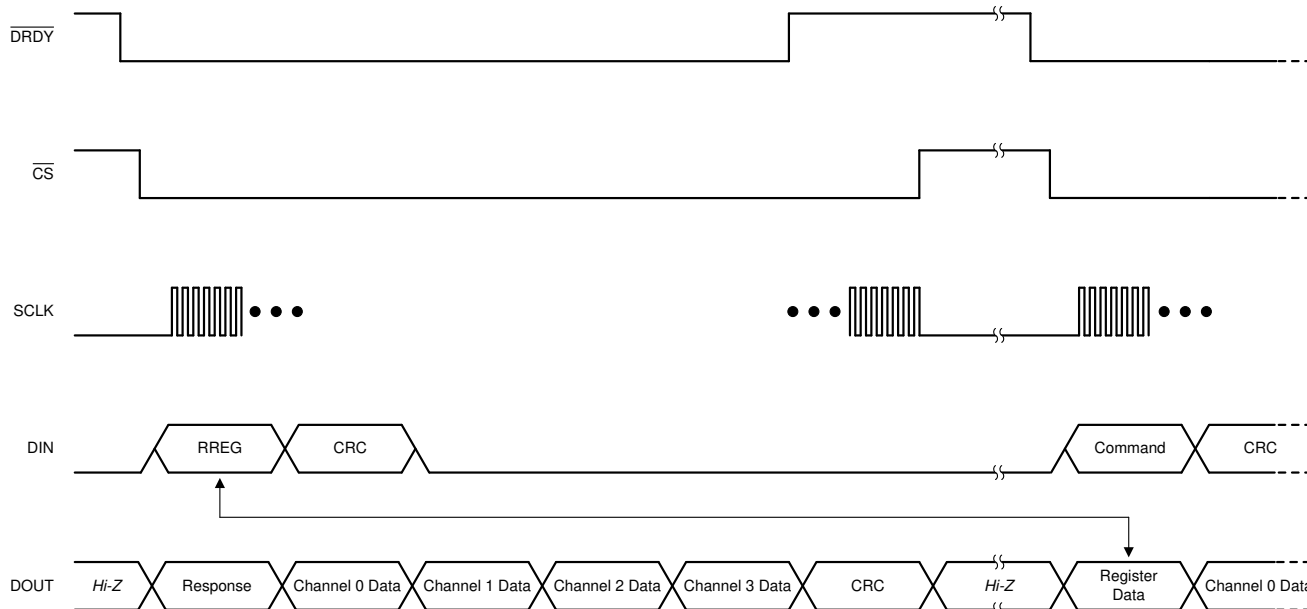 DRDY
CS
SCLK
DIN
RREG
CRC
Command
CRC
DOUT
Hi-Z
Response
Channel 0 Data
Channel 1 Data
Channel 2 Data
Channel 3 Data
CRC
Hi-Z
Register
Data
Channel 0 Data